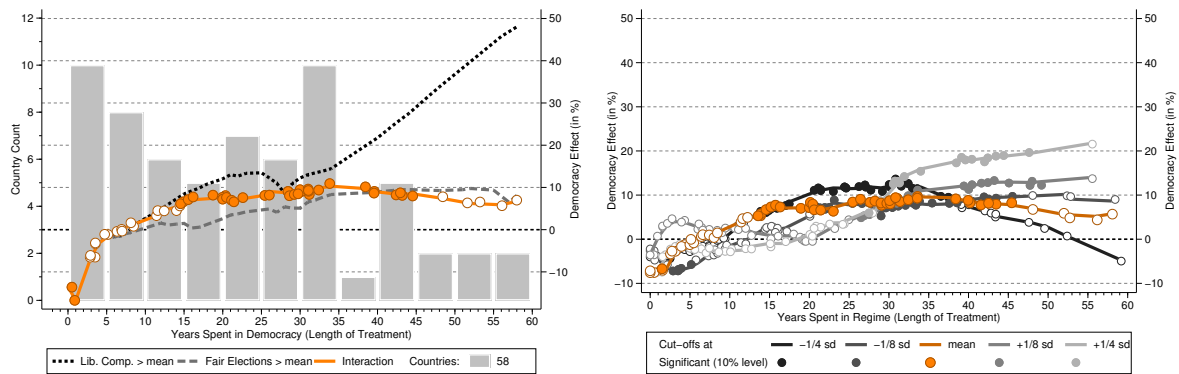 12
10
8
6
4
2
0
Country Count
50
40
30
20
10
0
−10
Democracy Effect (in %)
0 5 10 15 20 25 30 35 40 45 50 55 60
Years Spent in Democracy (Length of Treatment)
Lib. Comp. > mean Fair Elections > mean Interaction Countries: 58
50
40
30
20
10
0
−10
Democracy Effect (in %)
50
40
30
20
10
0
−10
Democracy Effect (in %)
0 5 10 15 20 25 30 35 40 45 50 55 60
Years Spent in Regime (Length of Treatment)
Cut−offs at −1/4 sd −1/8 sd mean +1/8 sd +1/4 sd
Significant (10% level)